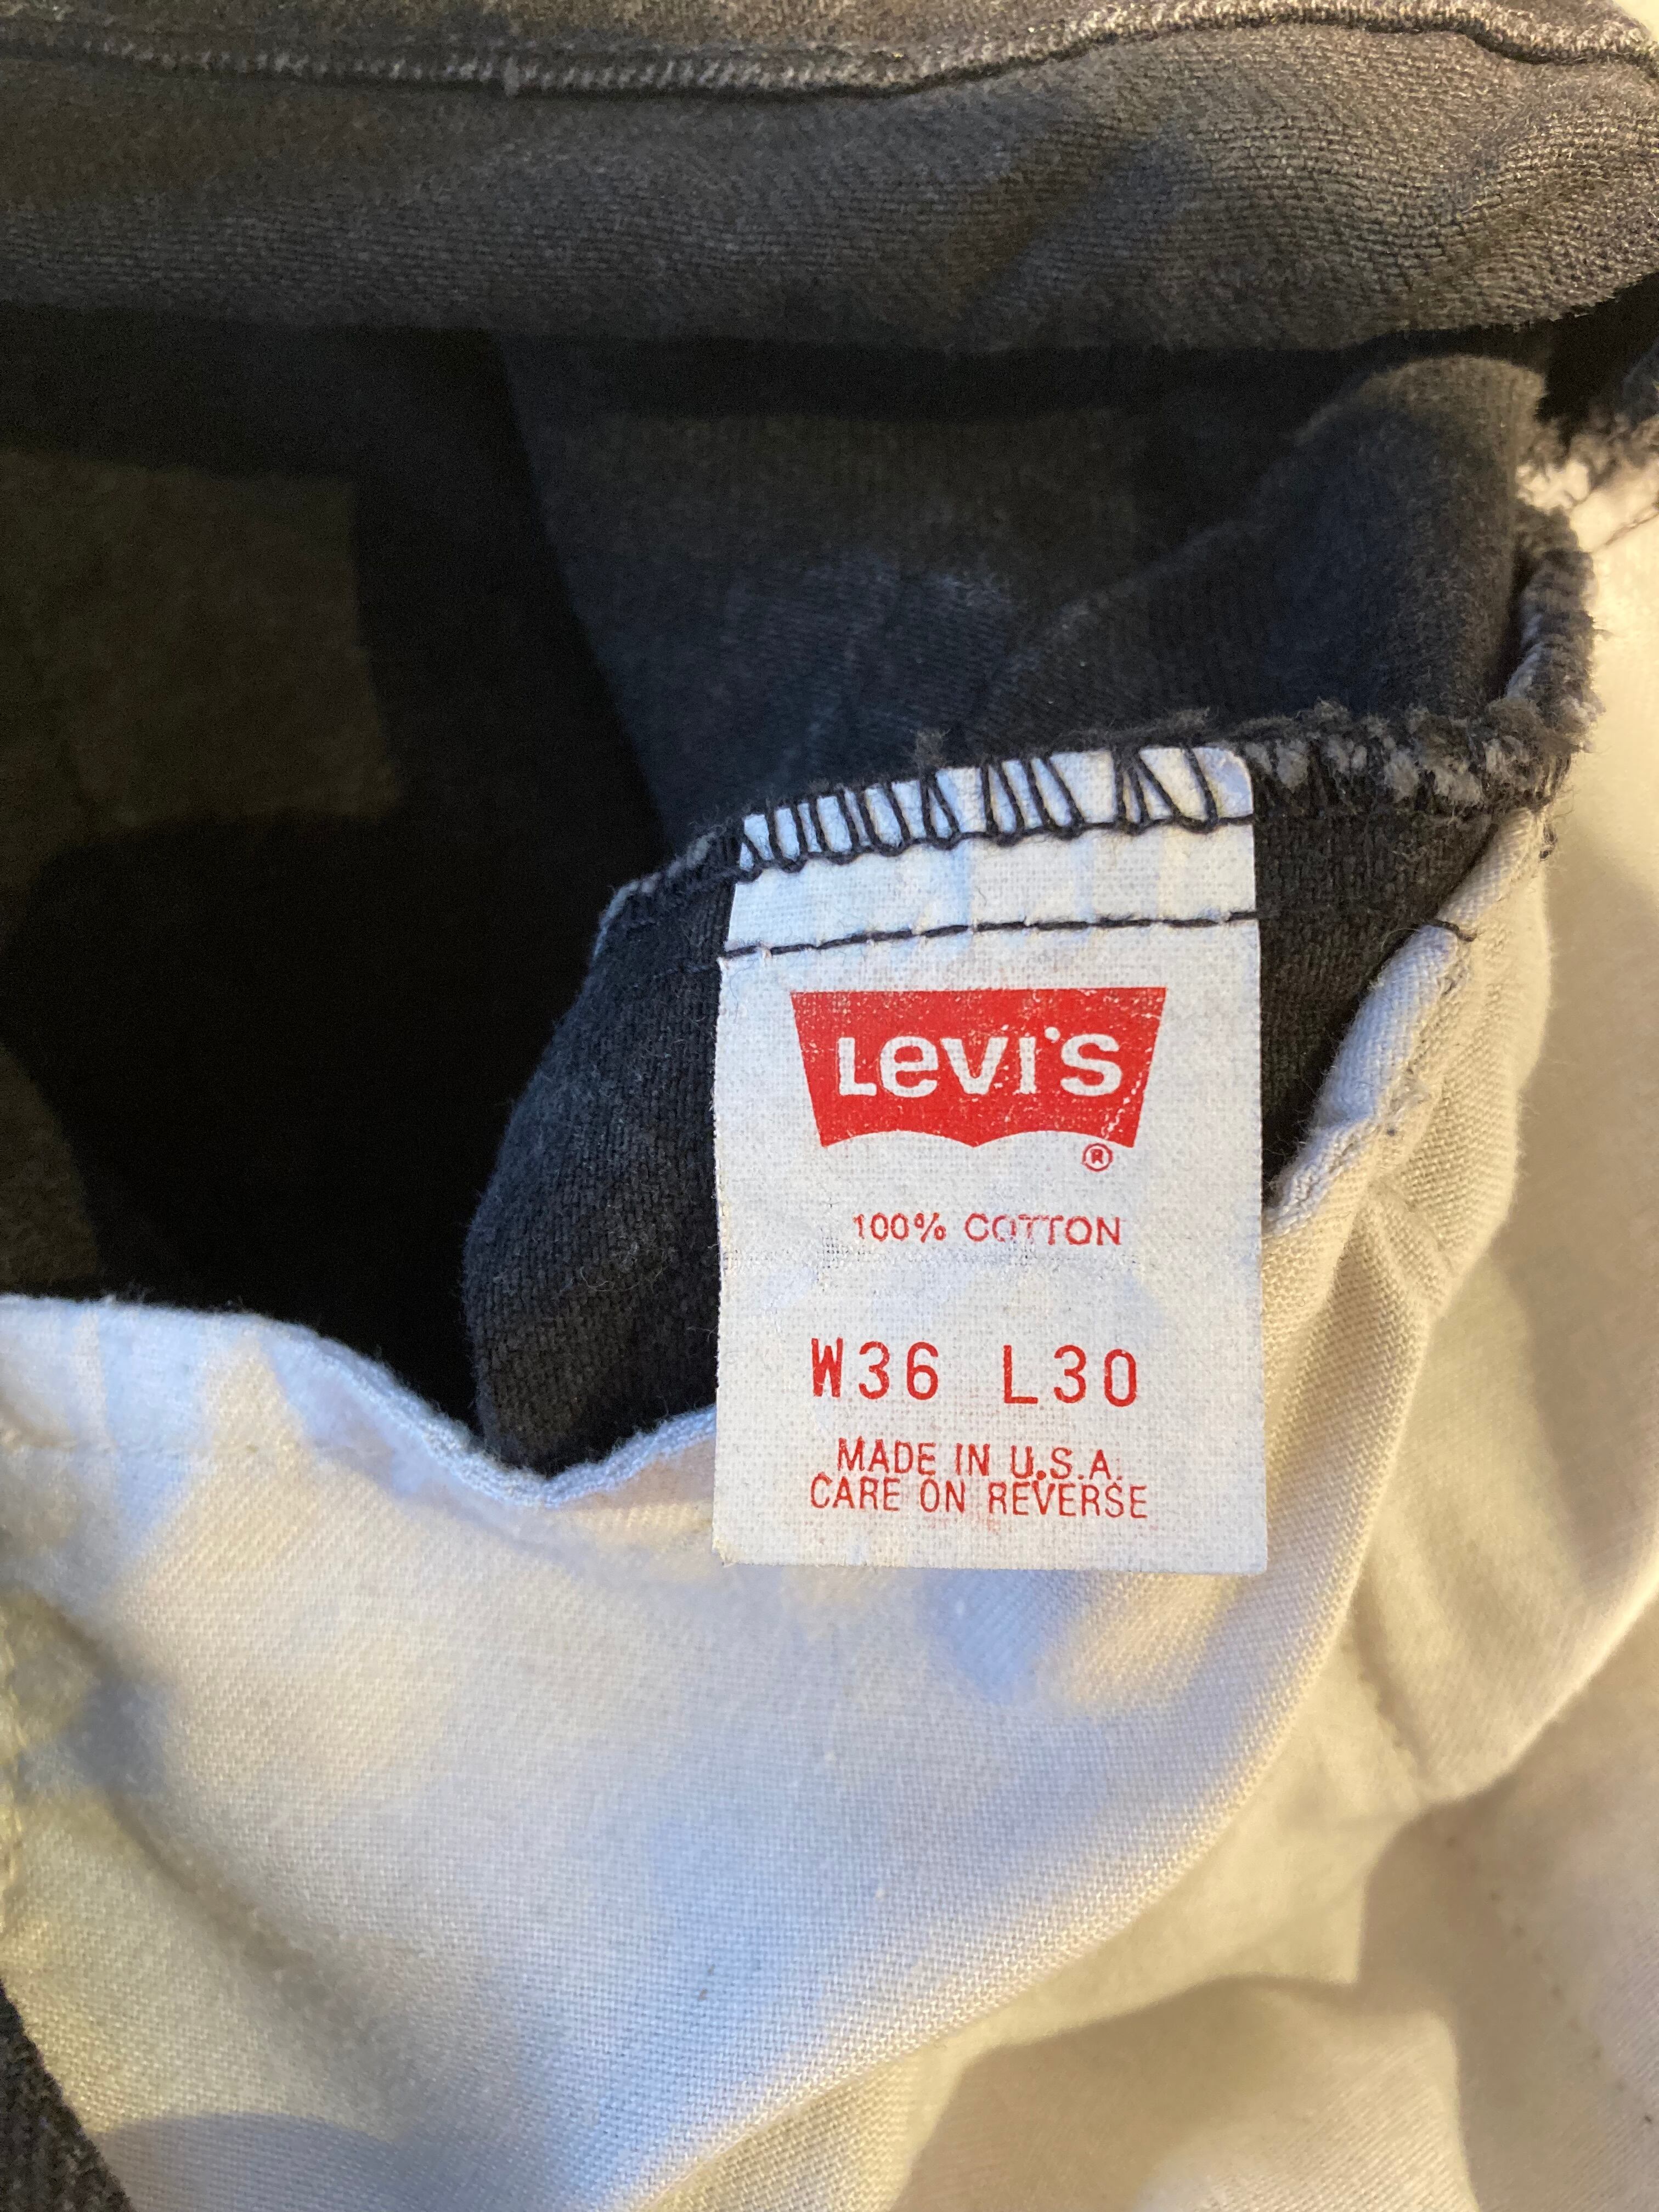 Levi's
®
100% COTTON
W36 L30
MADE IN U.S.A.
CARE ON REVERSE